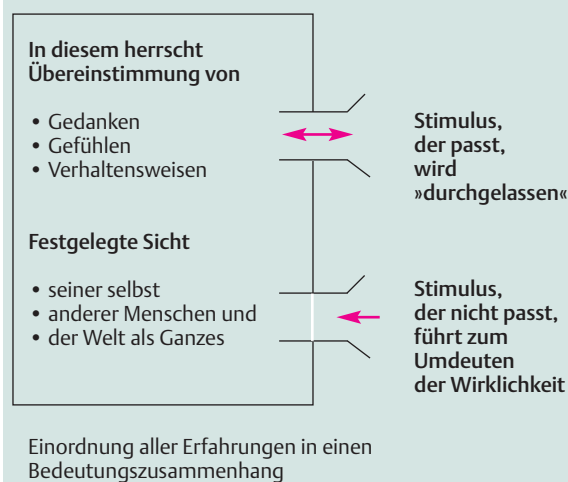 In diesem herrscht
Übereinstimmung von
• Gedanken
• Gefühlen
• Verhaltensweisen
Stimulus,
der passt,
wird
»durchgelassen«
Festgelegte Sicht
• seiner selbst
• anderer Menschen und
• der Welt als Ganzes
Stimulus,
der nicht passt,
führt zum
Umdeuten
der Wirklichkeit
Einordnung aller Erfahrungen in einen
Bedeutungszusammenhang